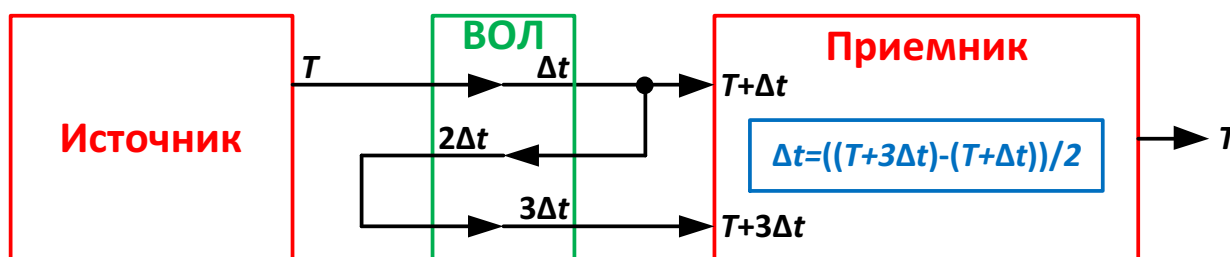 ВОЛ
Источник
T
Δt
2Δt
3Δt
Приемник
T+Δt
Δt=((T+3Δt)-(T+Δt))/2
T+3Δt
T